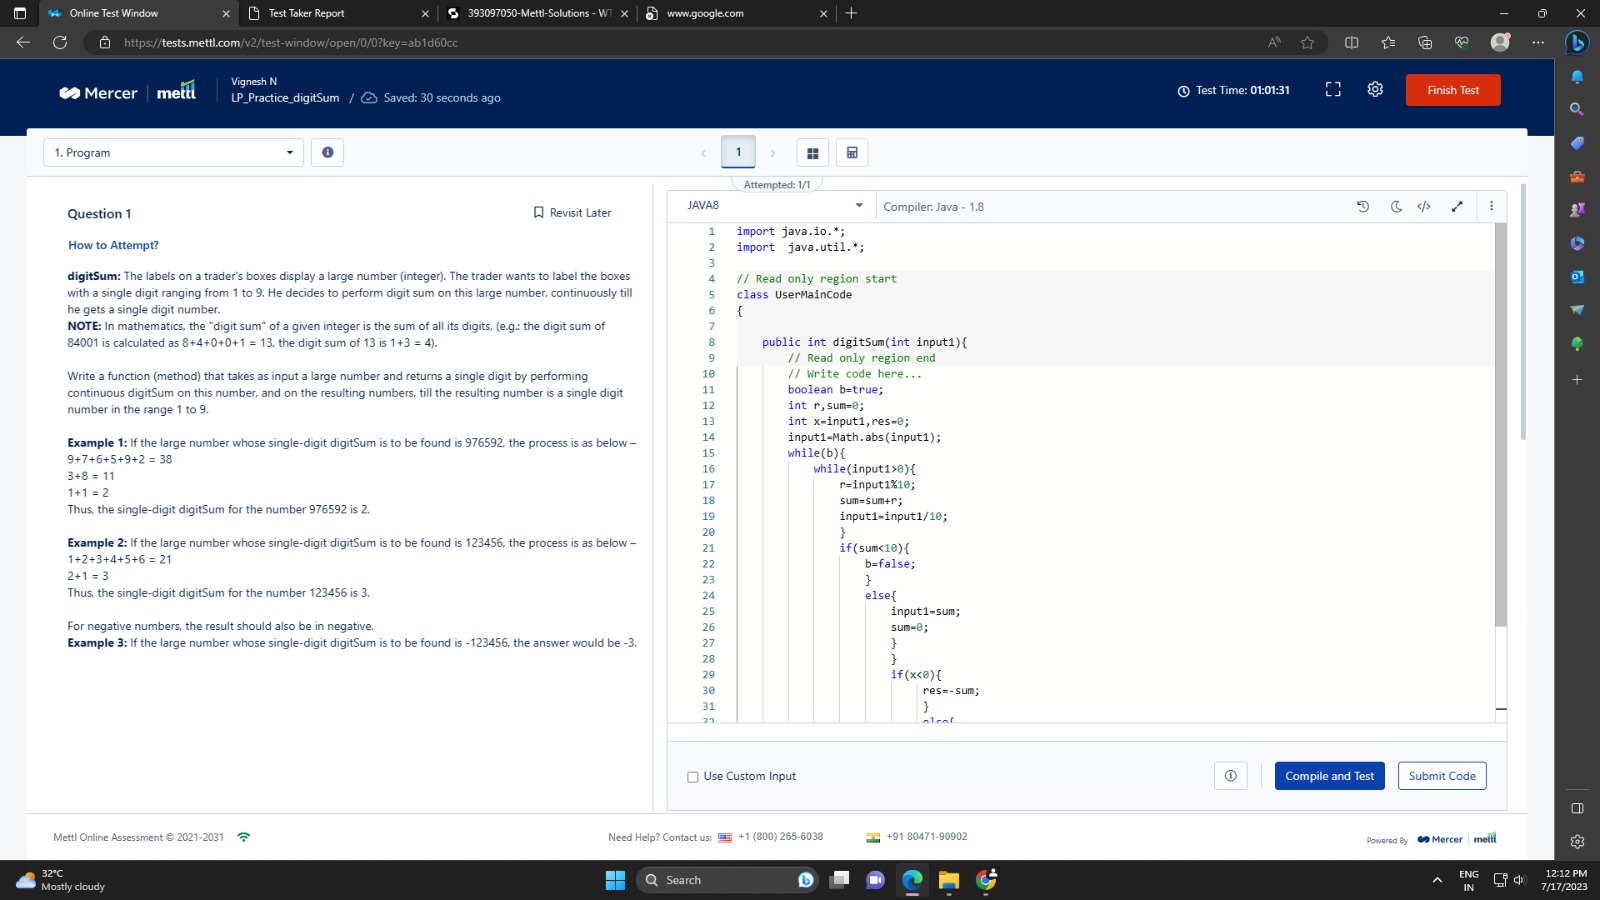 Online Test Window
Test Taker Report
393097050-Mettl-Solutions - WT
www.google.com
https://tests.mettl.com/v2/test-window/open/0/0?key=ab1d60cc
Mercer | mettl
Vignesh N
LP_Practice_digitSum / Saved: 30 seconds ago
Test Time: 01:01:31
Finish Test
1. Program
1
Attempted: 1/1
Question 1
Revisit Later
How to Attempt?
digitSum: The labels on a trader's boxes display a large number (integer). The trader wants to label the boxes
with a single digit ranging from 1 to 9. He decides to perform digit sum on this large number, continuously till
he gets a single digit number.
NOTE: In mathematics, the "digit sum" of a given integer is the sum of all its digits, (e.g.: the digit sum of
84001 is calculated as 8+4+0+0+1 = 13, the digit sum of 13 is 1+3 = 4).
Write a function (method) that takes as input a large number and returns a single digit by performing
continuous digitSum on this number, and on the resulting numbers, till the resulting number is a single digit
number in the range 1 to 9.
Example 1: If the large number whose single-digit digitSum is to be found is 976592, the process is as below –
9+7+6+5+9+2 = 38
3+8 = 11
1+1 = 2
Thus, the single-digit digitSum for the number 976592 is 2.
Example 2: If the large number whose single-digit digitSum is to be found is 123456, the process is as below –
1+2+3+4+5+6 = 21
2+1 = 3
Thus, the single-digit digitSum for the number 123456 is 3.
For negative numbers, the result should also be in negative.
Example 3: If the large number whose single-digit digitSum is to be found is -123456, the answer would be -3.
JAVA8
Compiler: Java - 1.8
1 import java.io.*;
2 import java.util.*;
3
4 // Read only region start
5 class UserMainCode
6 {
7
8 public int digitSum(int input1){
9 // Read only region end
10 // Write code here...
11 boolean b=true;
12 int r,sum=0;
13 int x=input1,res=0;
14 input1=Math.abs(input1);
15 while(b){
16 while(input1>0){
17 r=input1%10;
18 sum=sum+r;
19 input1=input1/10;
20 }
21 if(sum<10){
22 b=false;
23 }
24 else{
25 input1=sum;
26 sum=0;
27 }
28 }
29 if(x<0){
30 res=-sum;
31 }
32 else{
Use Custom Input
Compile and Test
Submit Code
Mettl Online Assessment © 2021-2031
Need Help? Contact us: +1 (800) 265-6038
+91 80471-90902
Powered By Mercer | mettl
32°C
Mostly cloudy
Search
ENG
IN
12:12 PM
7/17/2023